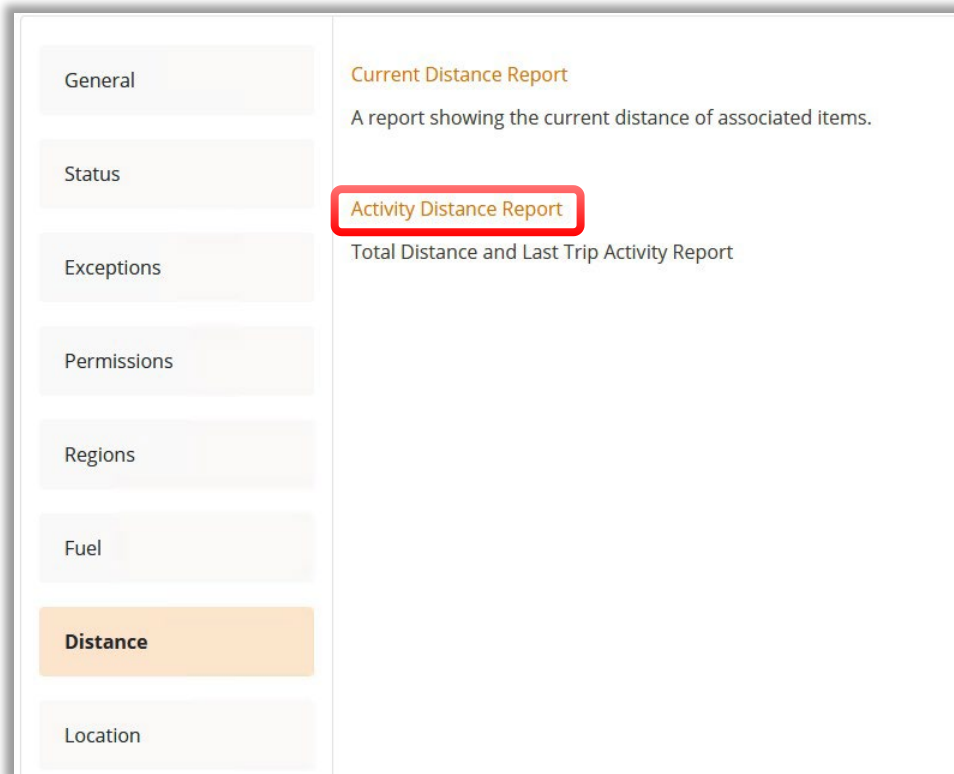 General
Status
Exceptions
Permissions
Regions
Fuel
Distance
Location
Current Distance Report
A report showing the current distance of associated items.
Activity Distance Report
Total Distance and Last Trip Activity Report